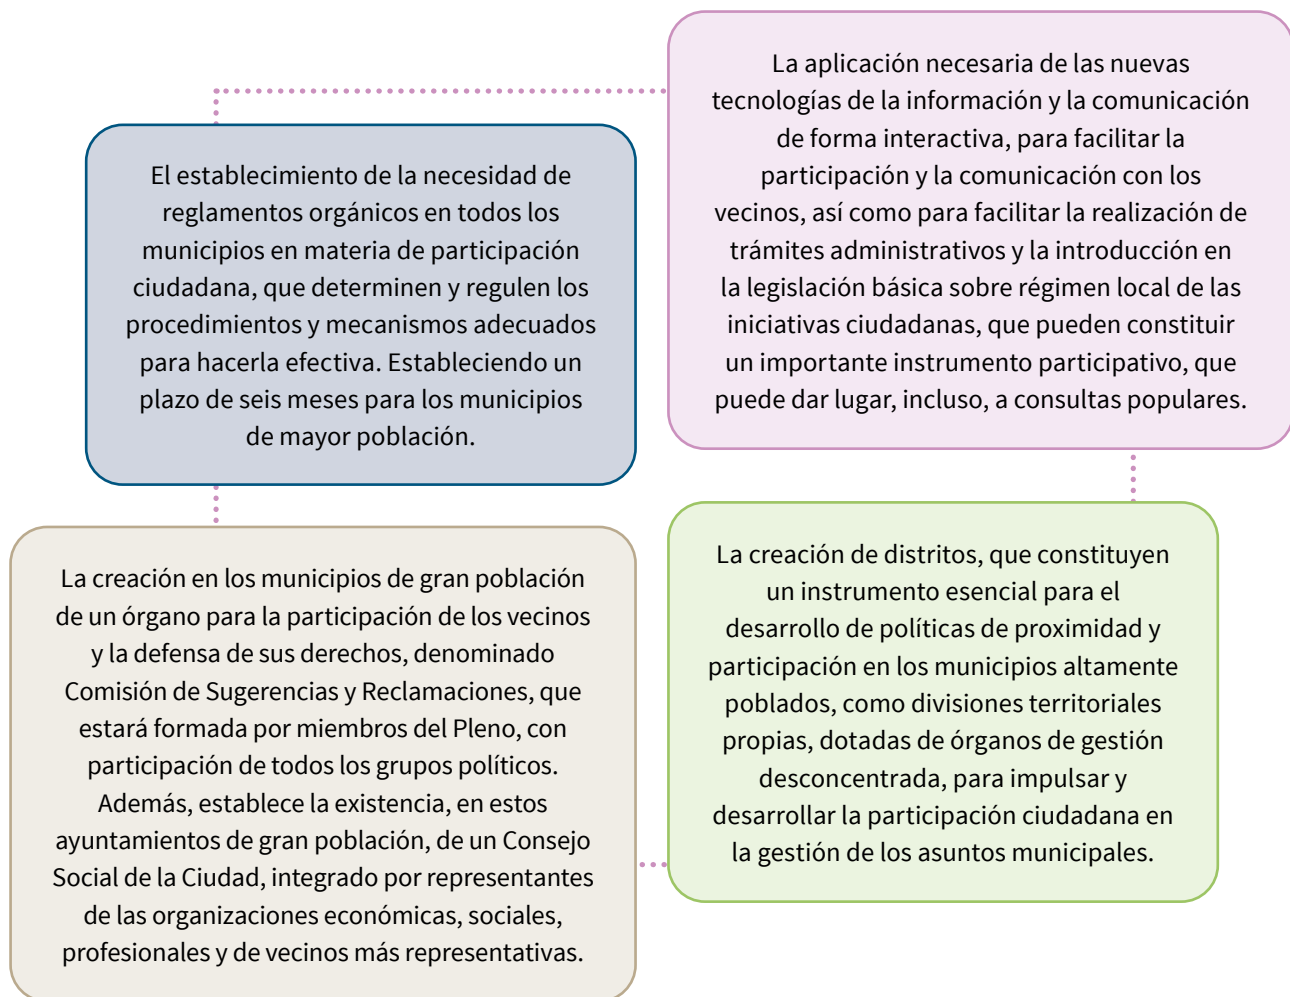 El establecimiento de la necesidad de
reglamentos orgánicos en todos los
municipios en materia de participación
ciudadana, que determinen y regulen los
procedimientos y mecanismos adecuados
para hacerla efectiva. Estableciendo un
plazo de seis meses para los municipios
de mayor población.
La aplicación necesaria de las nuevas
tecnologías de la información y la comunicación
de forma interactiva, para facilitar la
participación y la comunicación con los
vecinos, así como para facilitar la realización de
trámites administrativos y la introducción en
la legislación básica sobre régimen local de las
iniciativas ciudadanas, que pueden constituir
un importante instrumento participativo, que
puede dar lugar, incluso, a consultas populares.
La creación en los municipios de gran población
de un órgano para la participación de los vecinos
y la defensa de sus derechos, denominado
Comisión de Sugerencias y Reclamaciones, que
estará formada por miembros del Pleno, con
participación de todos los grupos políticos.
Además, establece la existencia, en estos
ayuntamientos de gran población, de un Consejo
Social de la Ciudad, integrado por representantes
de las organizaciones económicas, sociales,
profesionales y de vecinos más representativas.
La creación de distritos, que constituyen
un instrumento esencial para el
desarrollo de políticas de proximidad y
participación en los municipios altamente
poblados, como divisiones territoriales
propias, dotadas de órganos de gestión
desconcentrada, para impulsar y
desarrollar la participación ciudadana en
la gestión de los asuntos municipales.